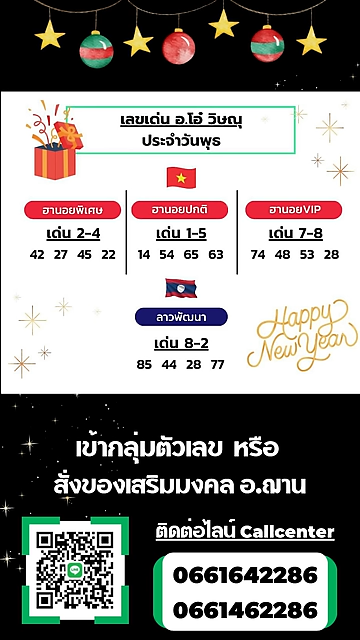 เลขเด่น อ.โอ๋ วิษณุ
ประจำวันพุธ
ฮานอยพิเศษ
เด่น 2-4
42 27 45 22
ฮานอยปกติ
เด่น 1-5
14 54 65 63
ฮานอยVIP
เด่น 7-8
74 48 53 28
ลาวพัฒนา
เด่น 8-2
85 44 28 77
Happy
New Year
เข้ากลุ่มตัวเลข หรือ
สั่งของเสริมมงคล อ.ฌาน
ติดต่อไลน์ Callcenter
0661642286
0661462286